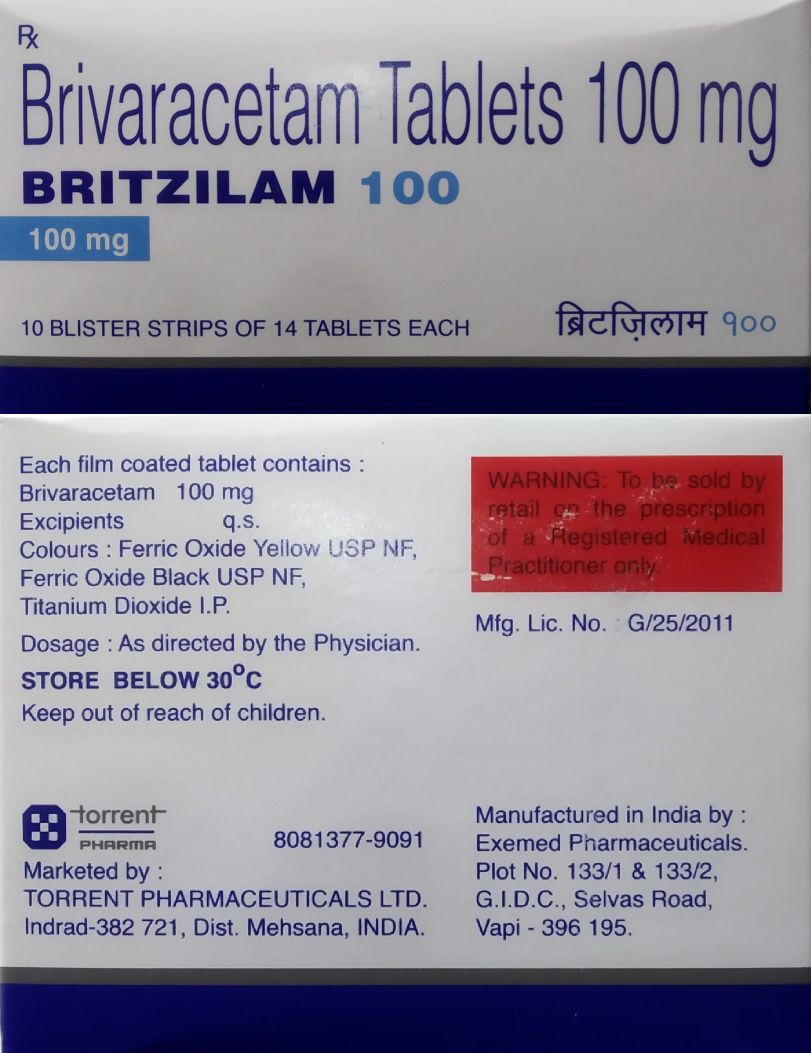 Rx
Brivaracetam Tablets 100 mg
BRITZILAM 100
100 mg
10 BLISTER STRIPS OF 14 TABLETS EACH
ब्रिटज़िलाम १००
Each film coated tablet contains :
Brivaracetam 100 mg
Excipients q.s.
Colours : Ferric Oxide Yellow USP NF,
Ferric Oxide Black USP NF,
Titanium Dioxide I.P.
Dosage : As directed by the Physician.
STORE BELOW 30°C
Keep out of reach of children.
WARNING: To be sold by
retail on the prescription
of a Registered Medical
Practitioner only.
Mfg. Lic. No. : G/25/2011
torrent
PHARMA
8081377-9091
Marketed by :
TORRENT PHARMACEUTICALS LTD.
Indrad-382 721, Dist. Mehsana, INDIA.
Manufactured in India by :
Exemed Pharmaceuticals.
Plot No. 133/1 & 133/2,
G.I.D.C., Selvas Road,
Vapi - 396 195.